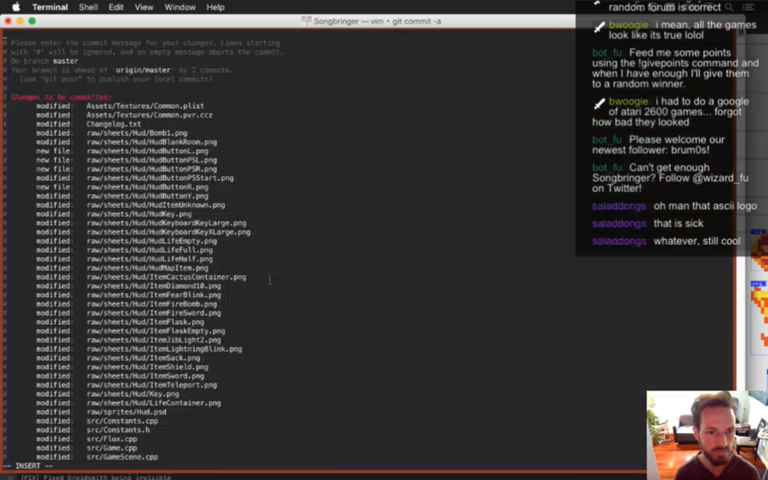 Terminal Shell Edit View Window Help
Songbringer — vim • git commit -a
# Please enter the commit message for your changes. Lines starting
# with '#' will be ignored, and an empty message aborts the commit.
# On branch master
# Your branch is ahead of 'origin/master' by 2 commits.
#   (use "git push" to publish your local commits)
#
# Changes to be committed:
# modified: Assets/Textures/Common.plist
# modified: Assets/Textures/Common.pvr.ccz
# modified: Changelog.txt
# modified: raw/sheets/Hud/Bomb1.png
# modified: raw/sheets/Hud/HudBlankRoom.png
# new file: raw/sheets/Hud/HudButtonL.png
# new file: raw/sheets/Hud/HudButtonPSL.png
# new file: raw/sheets/Hud/HudButtonPSR.png
# modified: raw/sheets/Hud/HudButtonPSStart.png
# new file: raw/sheets/Hud/HudButtonR.png
# modified: raw/sheets/Hud/HudButtonY.png
# modified: raw/sheets/Hud/HudItemUnknown.png
# modified: raw/sheets/Hud/HudKey.png
# modified: raw/sheets/Hud/HudKeyboardKeyLarge.png
# modified: raw/sheets/Hud/HudKeyboardKeyXLarge.png
# modified: raw/sheets/Hud/HudLifeEmpty.png
# modified: raw/sheets/Hud/HudLifeFull.png
# modified: raw/sheets/Hud/HudLifeHalf.png
# modified: raw/sheets/Hud/HudMapItem.png
# modified: raw/sheets/Hud/ItemCactusContainer.png
# modified: raw/sheets/Hud/ItemDiamond10.png
# modified: raw/sheets/Hud/ItemFearBlink.png
# modified: raw/sheets/Hud/ItemFireBomb.png
# modified: raw/sheets/Hud/ItemFireSword.png
# modified: raw/sheets/Hud/ItemFlask.png
# modified: raw/sheets/Hud/ItemFlaskEmpty.png
# modified: raw/sheets/Hud/ItemJibLight2.png
# modified: raw/sheets/Hud/ItemLightningBlink.png
# modified: raw/sheets/Hud/ItemSack.png
# modified: raw/sheets/Hud/ItemShield.png
# modified: raw/sheets/Hud/ItemSword.png
# modified: raw/sheets/Hud/ItemTeleport.png
# modified: raw/sheets/Hud/Key.png
# modified: raw/sheets/Hud/LifeContainer.png
# modified: raw/sprites/Hud.psd
# modified: src/Constants.cpp
# modified: src/Constants.h
# modified: src/Flux.cpp
# modified: src/Game.cpp
# modified: src/GameScene.cpp
-- INSERT --
[FIX] Fixed Droidsmith being invisible
random forum is correct
bwoogie i mean, all the games
look like its true lolol
bot_fu Feed me some points
using the !givepoints command and
when I have enough I'll give them
to a random winner.
bwoogie i had to do a google
of atari 2600 games... forgot
how bad they looked
bot_fu Please welcome our
newest follower: brum0s!
bot_fu Can't get enough
Songbringer? Follow @wizard_fu
on Twitter!
saladdongs oh man that ascii logo
saladdongs that is sick
saladdongs whatever, still cool